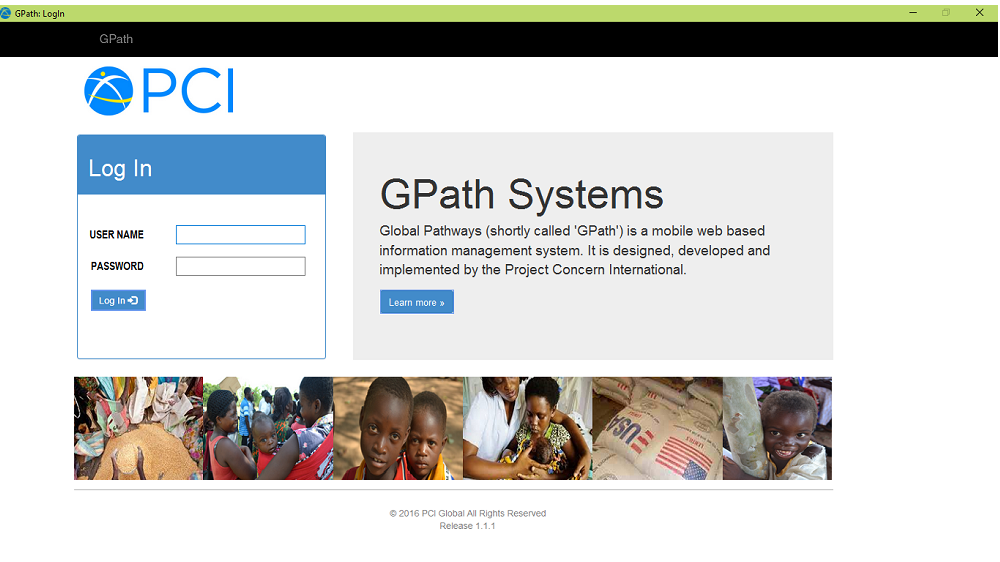 GPath: LogIn
GPath
PCI
Log In
USER NAME
PASSWORD
Log In
GPath Systems
Global Pathways (shortly called 'GPath') is a mobile web based
information management system. It is designed, developed and
implemented by the Project Concern International.
Learn more »
USA
© 2016 PCI Global All Rights Reserved
Release 1.1.1